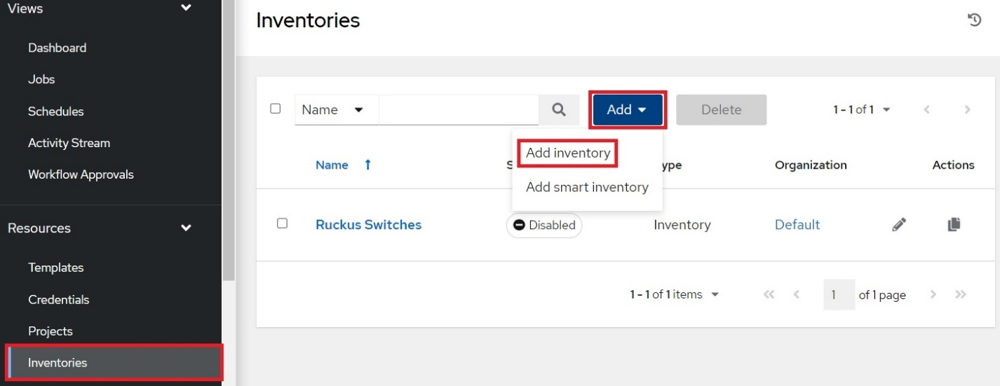 Views
Dashboard
Jobs
Schedules
Activity Stream
Workflow Approvals
Resources
Templates
Credentials
Projects
Inventories
Inventories
Name Add Delete 1 - 1 of 1
Add inventory
Add smart inventory
Name S ype Organization Actions
Ruckus Switches Disabled Inventory Default
1 - 1 of 1 items 1 of 1 page